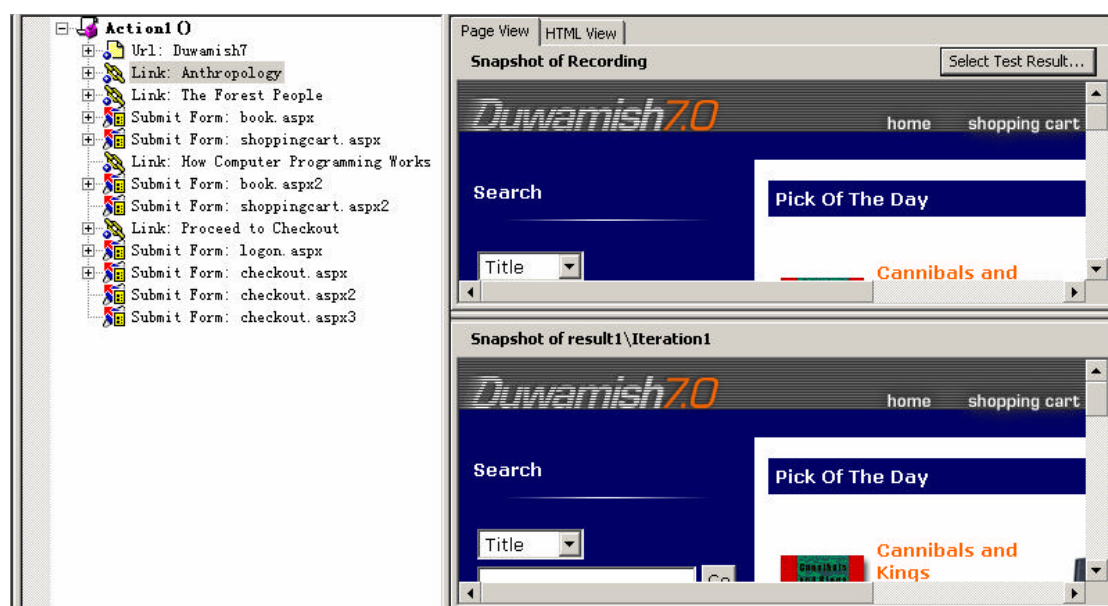 Action1()
Url: Duwamish7
Link: Anthropology
Link: The Forest People
Submit Form: book.aspx
Submit Form: shoppingcart.aspx
Link: How Computer Programming Works
Submit Form: book.aspx2
Submit Form: shoppingcart.aspx2
Link: Proceed to Checkout
Submit Form: logon.aspx
Submit Form: checkout.aspx
Submit Form: checkout.aspx2
Submit Form: checkout.aspx3
Page View HTML View
Snapshot of Recording Select Test Result...
Duwamish7.0
home shopping cart
Search
Pick Of The Day
Title
Cannibals and
Snapshot of result1\Iteration1
Duwamish7.0
home shopping cart
Search
Pick Of The Day
Title
Cannibals and
Kings